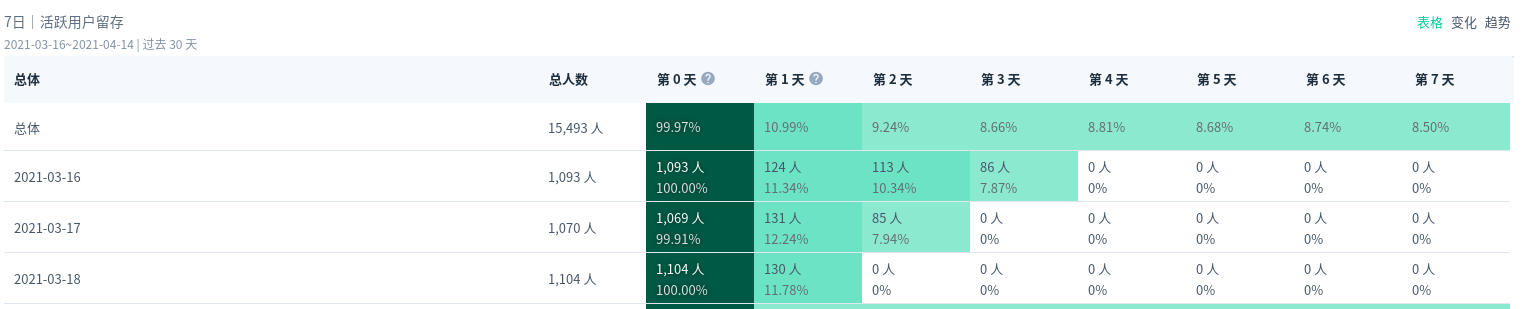 7日｜活跃用户留存
表格 变化 趋势
2021-03-16~2021-04-14 | 过去 30 天
总体 总人数 第 0 天 ? 第 1 天 ? 第 2 天 第 3 天 第 4 天 第 5 天 第 6 天 第 7 天
总体 15,493 人 99.97% 10.99% 9.24% 8.66% 8.81% 8.68% 8.74% 8.50%
2021-03-16 1,093 人 1,093 人 124 人 113 人 86 人 0 人 0 人 0 人 0 人
100.00% 11.34% 10.34% 7.87% 0% 0% 0% 0%
2021-03-17 1,070 人 1,069 人 131 人 85 人 0 人 0 人 0 人 0 人 0 人
99.91% 12.24% 7.94% 0% 0% 0% 0% 0%
2021-03-18 1,104 人 1,104 人 130 人 0 人 0 人 0 人 0 人 0 人 0 人
100.00% 11.78% 0% 0% 0% 0% 0% 0%